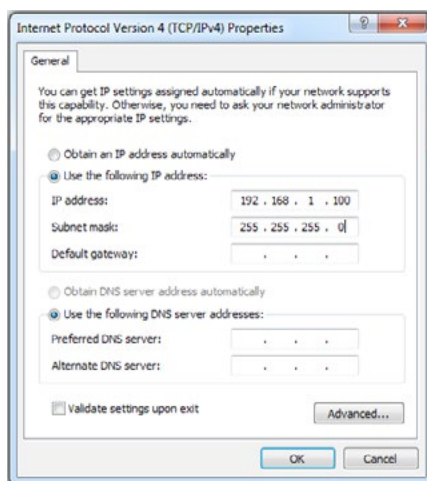 Internet Protocol Version 4 (TCP/IPv4) Properties
General
You can get IP settings assigned automatically if your network supports
this capability. Otherwise, you need to ask your network administrator
for the appropriate IP settings.
Obtain an IP address automatically
Use the following IP address:
IP address: 192 . 168 . 1 . 100
Subnet mask: 255 . 255 . 255 . 0
Default gateway: . . .
Obtain DNS server address automatically
Use the following DNS server addresses:
Preferred DNS server: . . .
Alternate DNS server: . . .
Validate settings upon exit
Advanced...
OK Cancel